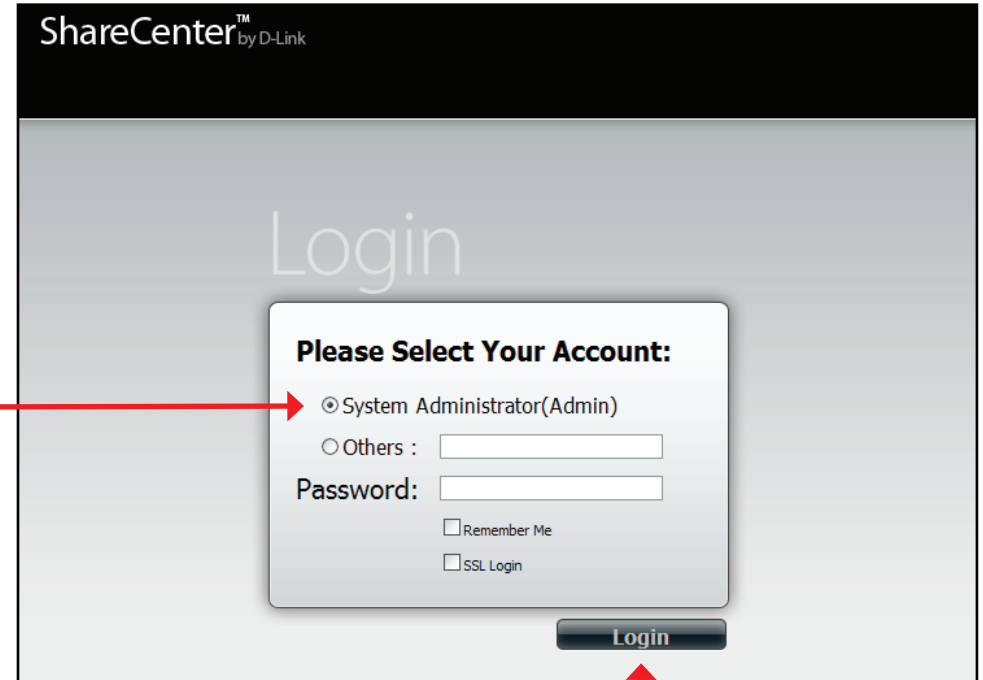 ShareCenter™ by D-Link
Login
Please Select Your Account:
System Administrator(Admin)
Others :
Password:
Remember Me
SSL Login
Login